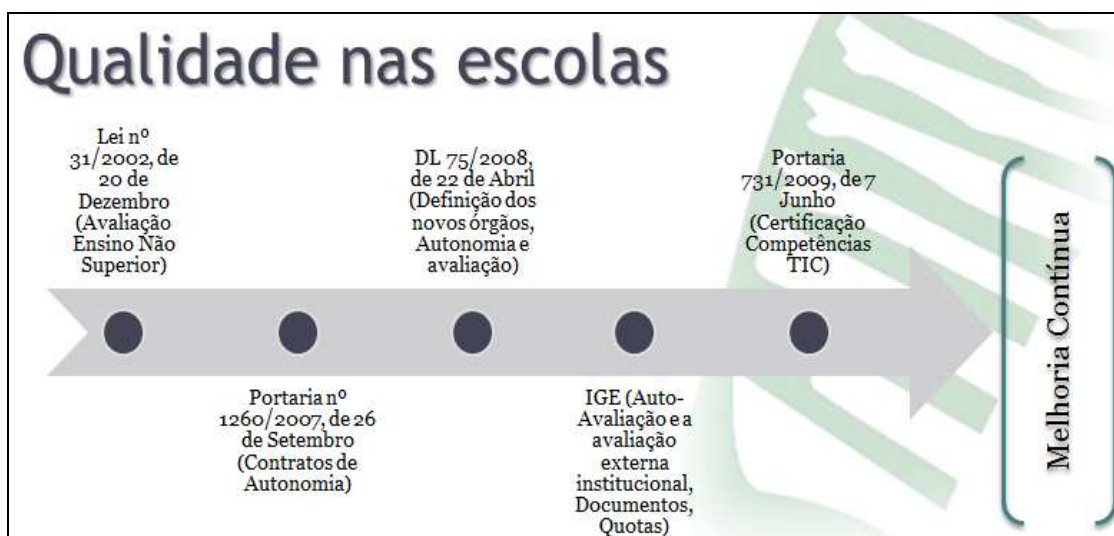 Qualidade nas escolas
Lei nº
31/2002, de
20 de
Dezembro
(Avaliação
Ensino Não
Superior)
Portaria nº
1260/2007, de 26
de Setembro
(Contratos de
Autonomia)
DL 75/2008,
de 22 de Abril
(Definição dos
novos órgãos,
Autonomia e
avaliação)
IGE (Auto-
Avaliação e a
avaliação
externa
institucional,
Documentos,
Quotas)
Portaria
731/2009, de 7
Junho
(Certificação
Competências
TIC)
Melhoria Contínua